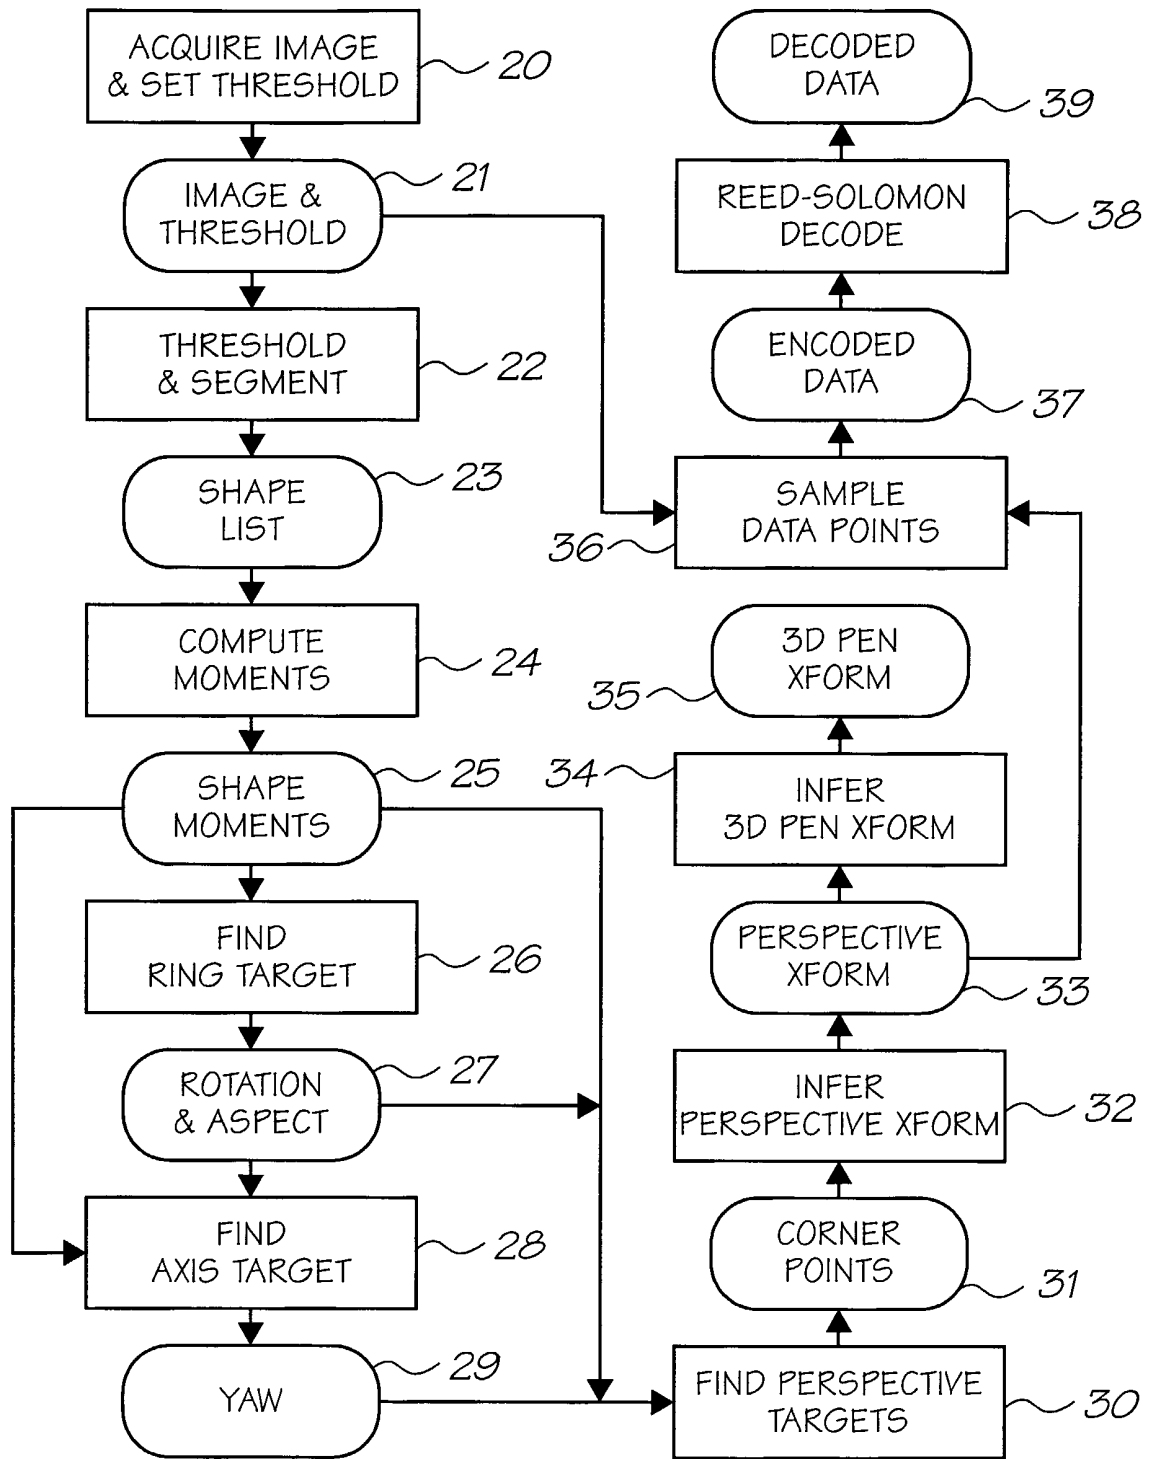 ACQUIRE IMAGE
& SET THRESHOLD
20
IMAGE &
THRESHOLD
21
THRESHOLD
& SEGMENT
22
SHAPE
LIST
23
COMPUTE
MOMENTS
24
SHAPE
MOMENTS
25
FIND
RING TARGET
26
ROTATION
& ASPECT
27
FIND
AXIS TARGET
28
YAW
29
DECODED
DATA
39
REED-SOLOMON
DECODE
38
ENCODED
DATA
37
SAMPLE
DATA POINTS
36
3D PEN
XFORM
35
INFER
3D PEN XFORM
34
PERSPECTIVE
XFORM
33
INFER
PERSPECTIVE XFORM
32
CORNER
POINTS
31
FIND PERSPECTIVE
TARGETS
30